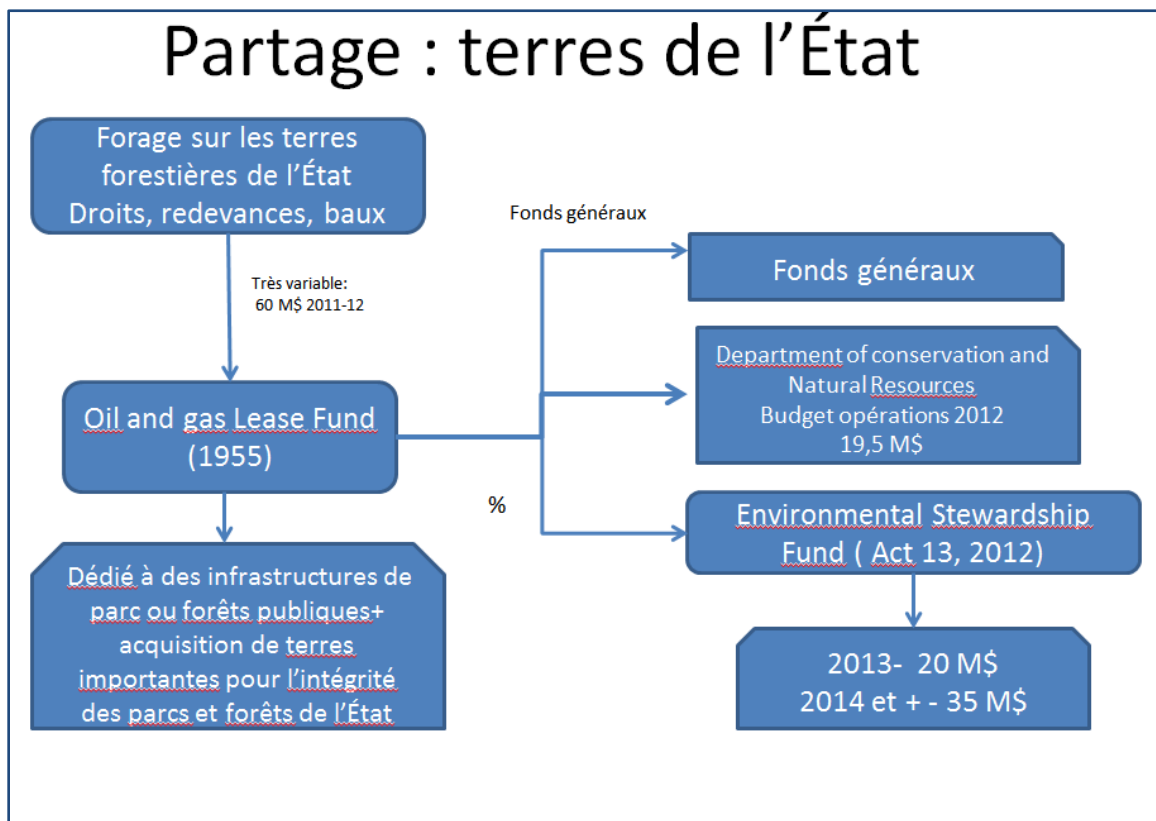 Partage : terres de l'État
Forage sur les terres
forestières de l'État
Droits, redevances, baux
Très variable:
60 M$ 2011-12
Oil and gas Lease Fund
(1955)
Dédié à des infrastructures de
parc ou forêts publiques+
acquisition de terres
importantes pour l'intégrité
des parcs et forêts de l'État
Fonds généraux
%
Fonds généraux
Department of conservation and
Natural Resources
Budget opérations 2012
19,5 M$
Environmental Stewardship
Fund ( Act 13, 2012)
2013- 20 M$
2014 et + - 35 M$